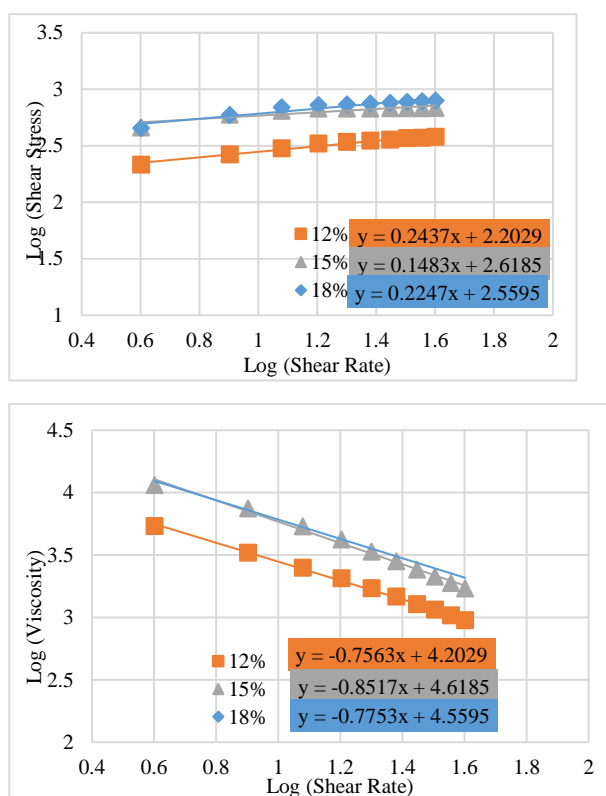 3.5
3
2.5
2
1.5
1
Log (Shear Stress)
12% y = 0.2437x + 2.2029
15% y = 0.1483x + 2.6185
18% y = 0.2247x + 2.5595
0.4 0.6 0.8 1 1.2 1.4 1.6 1.8 2
Log (Shear Rate)
4.5
4
3.5
3
2.5
2
Log (Viscosity)
12% y = -0.7563x + 4.2029
15% y = -0.8517x + 4.6185
18% y = -0.7753x + 4.5595
0.4 0.6 0.8 1 1.2 1.4 1.6 1.8 2
Log (Shear Rate)